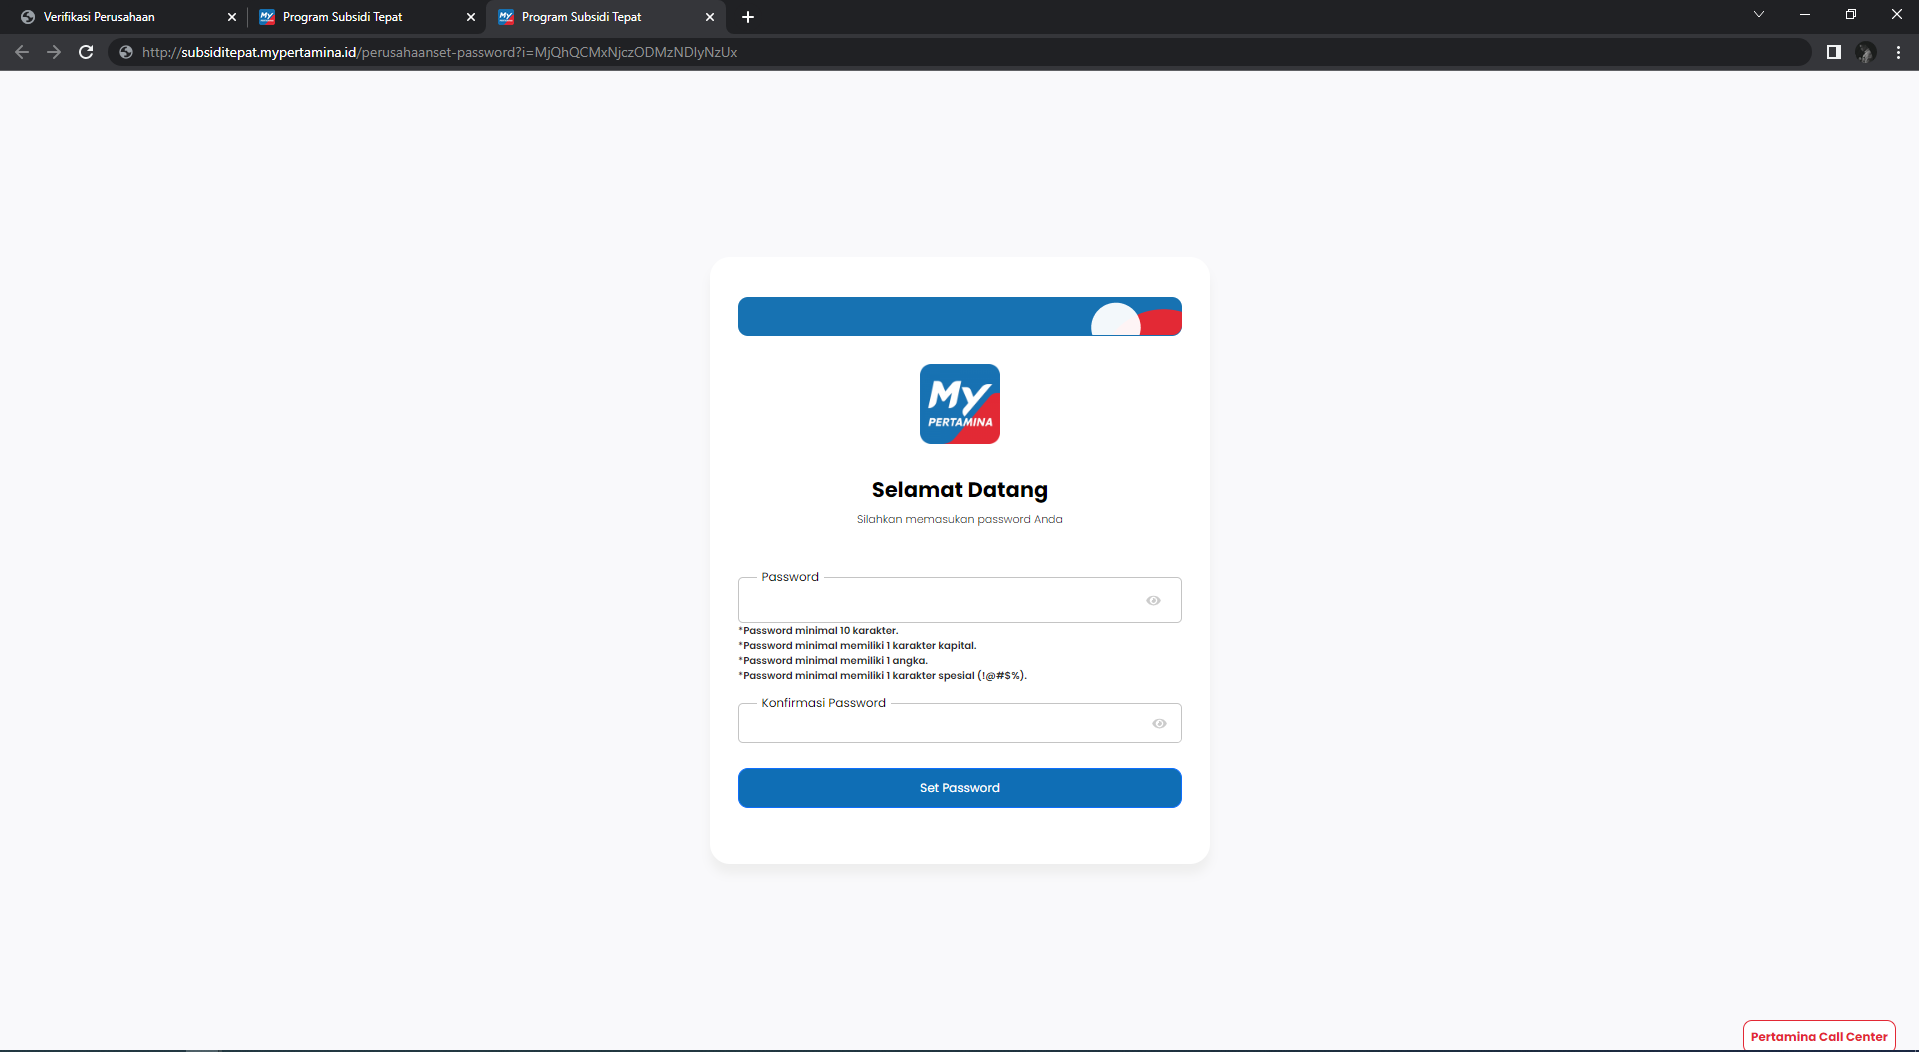 Verifikasi Perusahaan
Program Subsidi Tepat
Program Subsidi Tepat
http://subsiditepat.mypertamina.id/perusahaanset-password?i=MjQhQCMxNjczODMzNDIyNzUx
My
PERTAMINA
Selamat Datang
Silahkan memasukan password Anda
Password
*Password minimal 10 karakter.
*Password minimal memiliki 1 karakter kapital.
*Password minimal memiliki 1 angka.
*Password minimal memiliki 1 karakter spesial (!@#$%).
Konfirmasi Password
Set Password
Pertamina Call Center